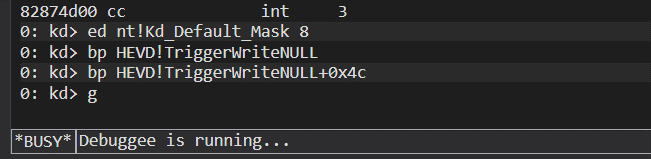 82874d00 cc              int     3
0: kd> ed nt!Kd_Default_Mask 8
0: kd> bp HEVD!TriggerWriteNULL
0: kd> bp HEVD!TriggerWriteNULL+0x4c
0: kd> g
*BUSY* Debuggee is running...